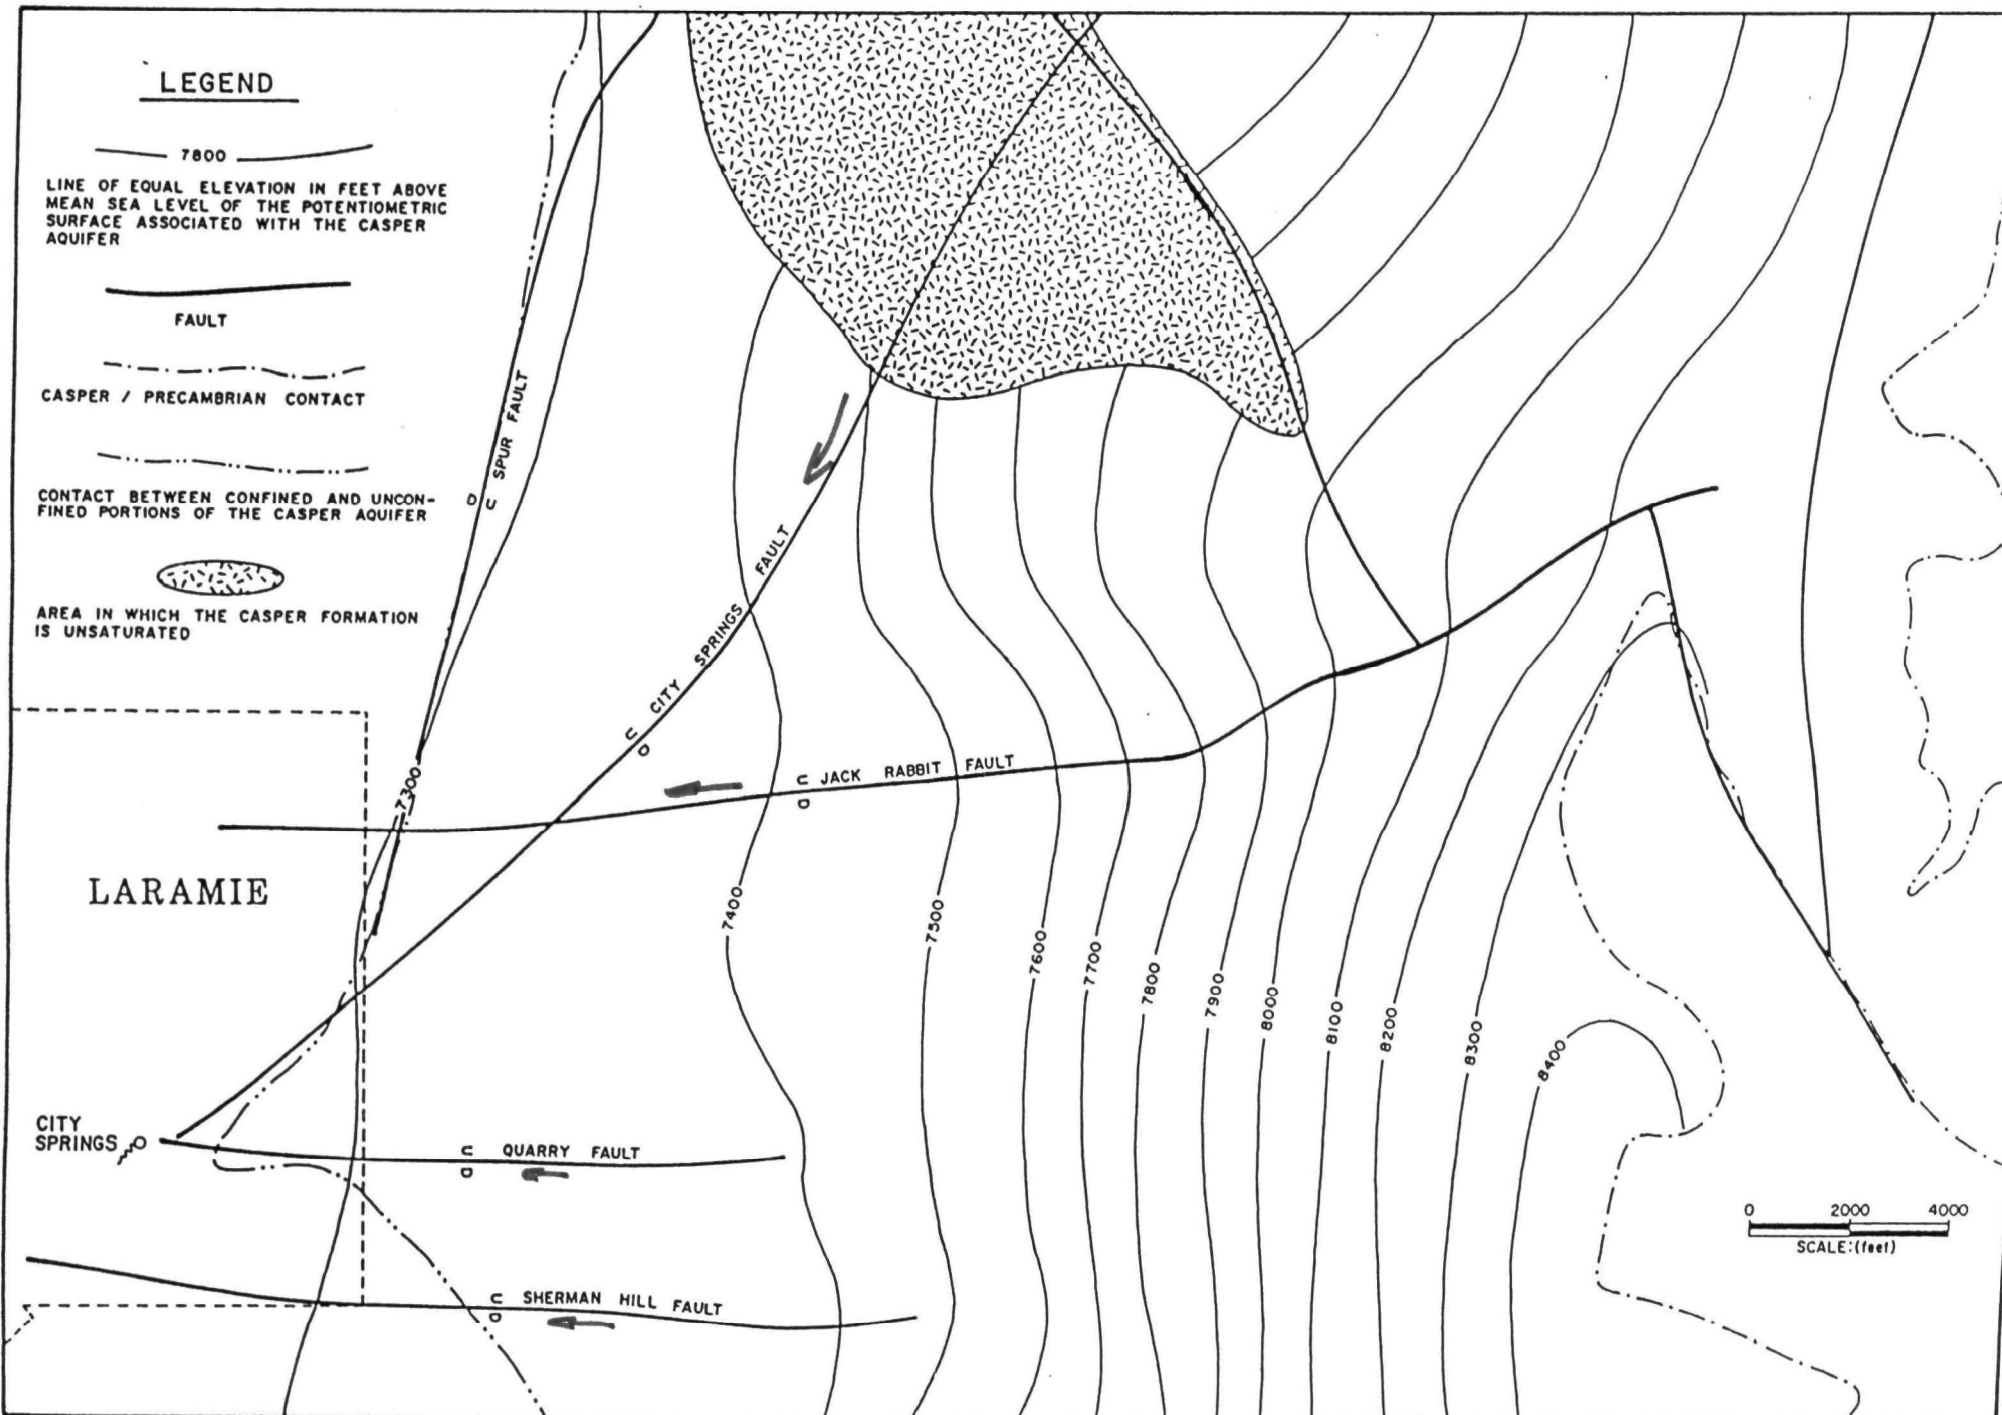 LEGEND
7800
LINE OF EQUAL ELEVATION IN FEET ABOVE
MEAN SEA LEVEL OF THE POTENTIOMETRIC
SURFACE ASSOCIATED WITH THE CASPER
AQUIFER
FAULT
CASPER / PRECAMBRIAN CONTACT
CONTACT BETWEEN CONFINED AND UNCON-
FINED PORTIONS OF THE CASPER AQUIFER
AREA IN WHICH THE CASPER FORMATION
IS UNSATURATED
SPUR FAULT
D U
CITY SPRINGS FAULT
U
D
JACK RABBIT FAULT
U
D
7300
LARAMIE
7400
7500
7600
7700
7800
7900
8000
8100
8200
8300
8400
CITY
SPRINGS
QUARRY FAULT
U
D
SHERMAN HILL FAULT
U
D
0 2000 4000
SCALE:(feet)